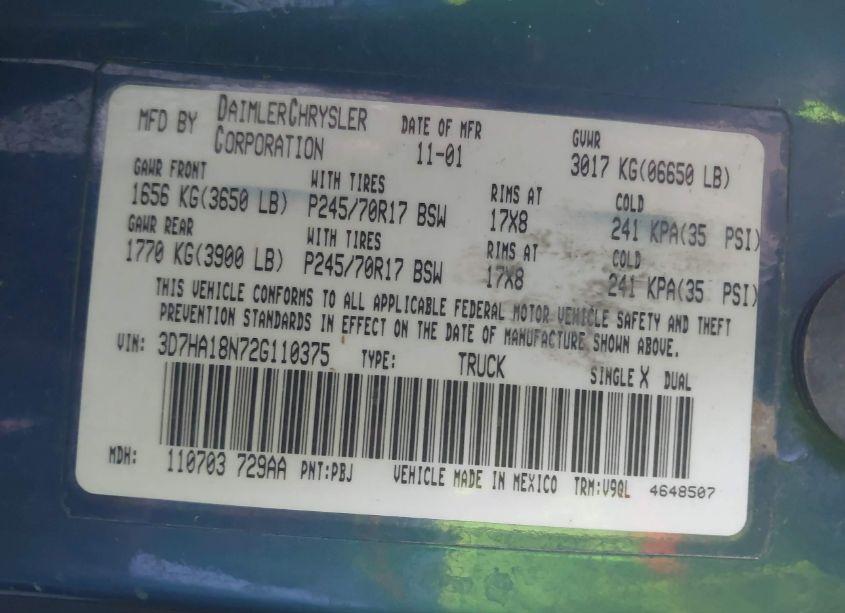 MFD BY DAIMLERCHRYSLER CORPORATION DATE OF MFR 11-01 GVWR 3017 KG(06650 LB)
GAWR FRONT WITH TIRES RIMS AT COLD
1656 KG(3650 LB) P245/70R17 BSW 17X8 241 KPA(35 PSI)
GAWR REAR WITH TIRES RIMS AT COLD
1770 KG(3900 LB) P245/70R17 BSW 17X8 241 KPA(35 PSI)
THIS VEHICLE CONFORMS TO ALL APPLICABLE FEDERAL MOTOR VEHICLE SAFETY AND THEFT
PREVENTION STANDARDS IN EFFECT ON THE DATE OF MANUFACTURE SHOWN ABOVE.
VIN: 3D7HA18N72G110375 TYPE: TRUCK SINGLE X DUAL
MDH: 110703 729AA PNT:PBJ VEHICLE MADE IN MEXICO TRM:V9QL 4648507